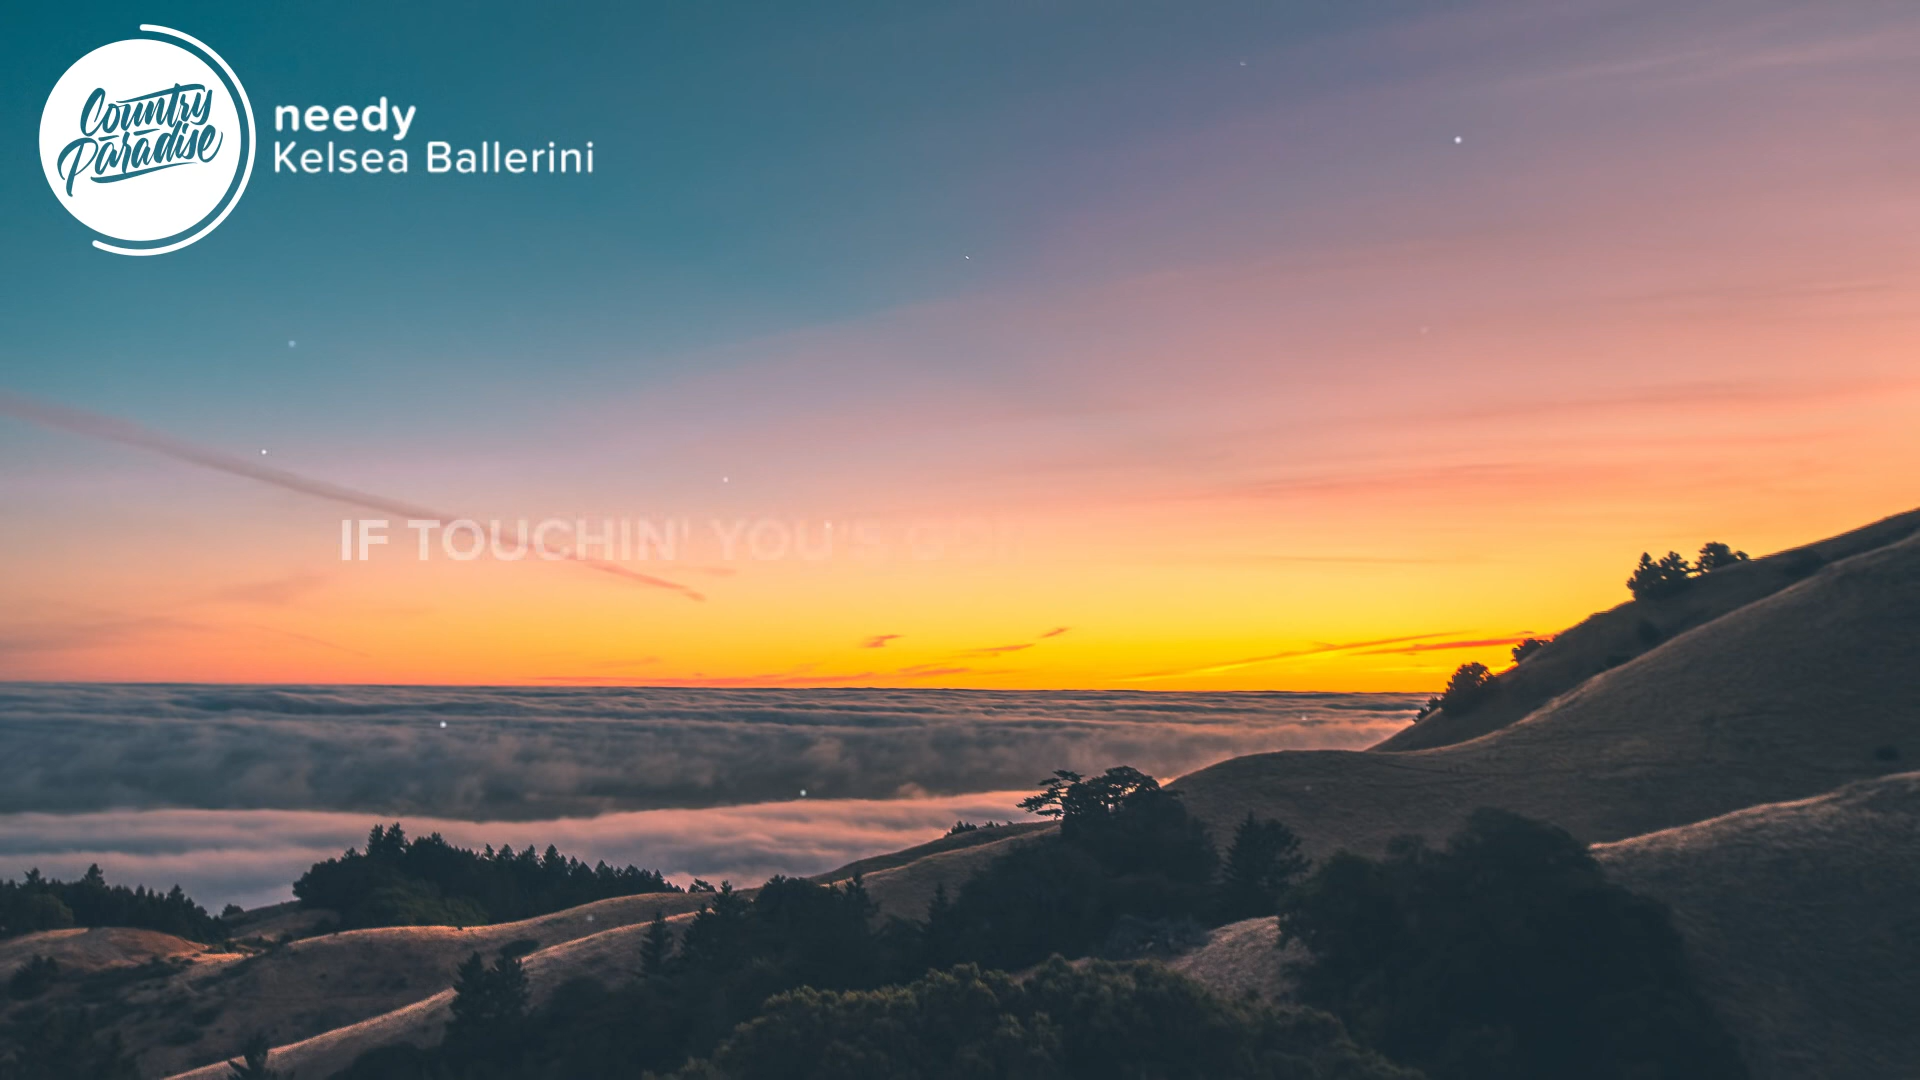 Country
Paradise
needy
Kelsea Ballerini
IF TOUCHIN' YOU'S